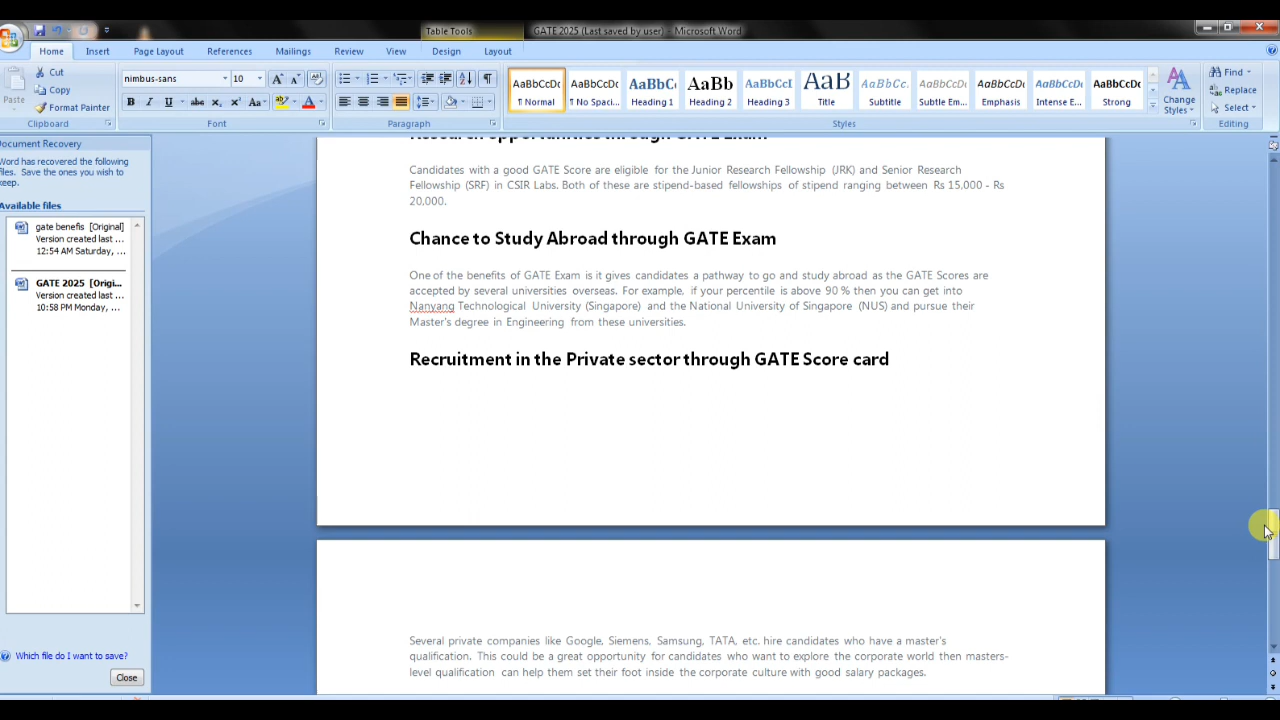 Table Tools
GATE 2025 (Last saved by user) - Microsoft Word
Home Insert Page Layout References Mailings Review View Design Layout
Paste
Cut
Copy
Format Painter
Clipboard
nimbus-sans 10
Font
Paragraph
AaBbCcDc AaBbCcDc AaBbC AaBb AaBbCcI AaB AaBbCc. AaBbCcDc AaBbCcDc AaBbCcDc AaBbCcDc
¶ Normal ¶ No Spaci... Heading 1 Heading 2 Heading 3 Title Subtitle Subtle Em... Emphasis Intense E... Strong
Change
Styles
Styles
Find
Replace
Select
Editing
Document Recovery
Word has recovered the following
files. Save the ones you wish to
keep.
Available files
gate benefis [Original]
Version created last ...
12:54 AM Saturday, ...
GATE 2025 [Origi...
Version created last ...
10:58 PM Monday, ...
Which file do I want to save?
Close
Research opportunities through GATE Exam
Candidates with a good GATE Score are eligible for the Junior Research Fellowship (JRK) and Senior Research
Fellowship (SRF) in CSIR Labs. Both of these are stipend-based fellowships of stipend ranging between Rs 15,000 - Rs
20,000.
Chance to Study Abroad through GATE Exam
One of the benefits of GATE Exam is it gives candidates a pathway to go and study abroad as the GATE Scores are
accepted by several universities overseas. For example, if your percentile is above 90 % then you can get into
Nanyang Technological University (Singapore) and the National University of Singapore (NUS) and pursue their
Master's degree in Engineering from these universities.
Recruitment in the Private sector through GATE Score card
Several private companies like Google, Siemens, Samsung, TATA, etc. hire candidates who have a master's
qualification. This could be a great opportunity for candidates who want to explore the corporate world then masters-
level qualification can help them set their foot inside the corporate culture with good salary packages.